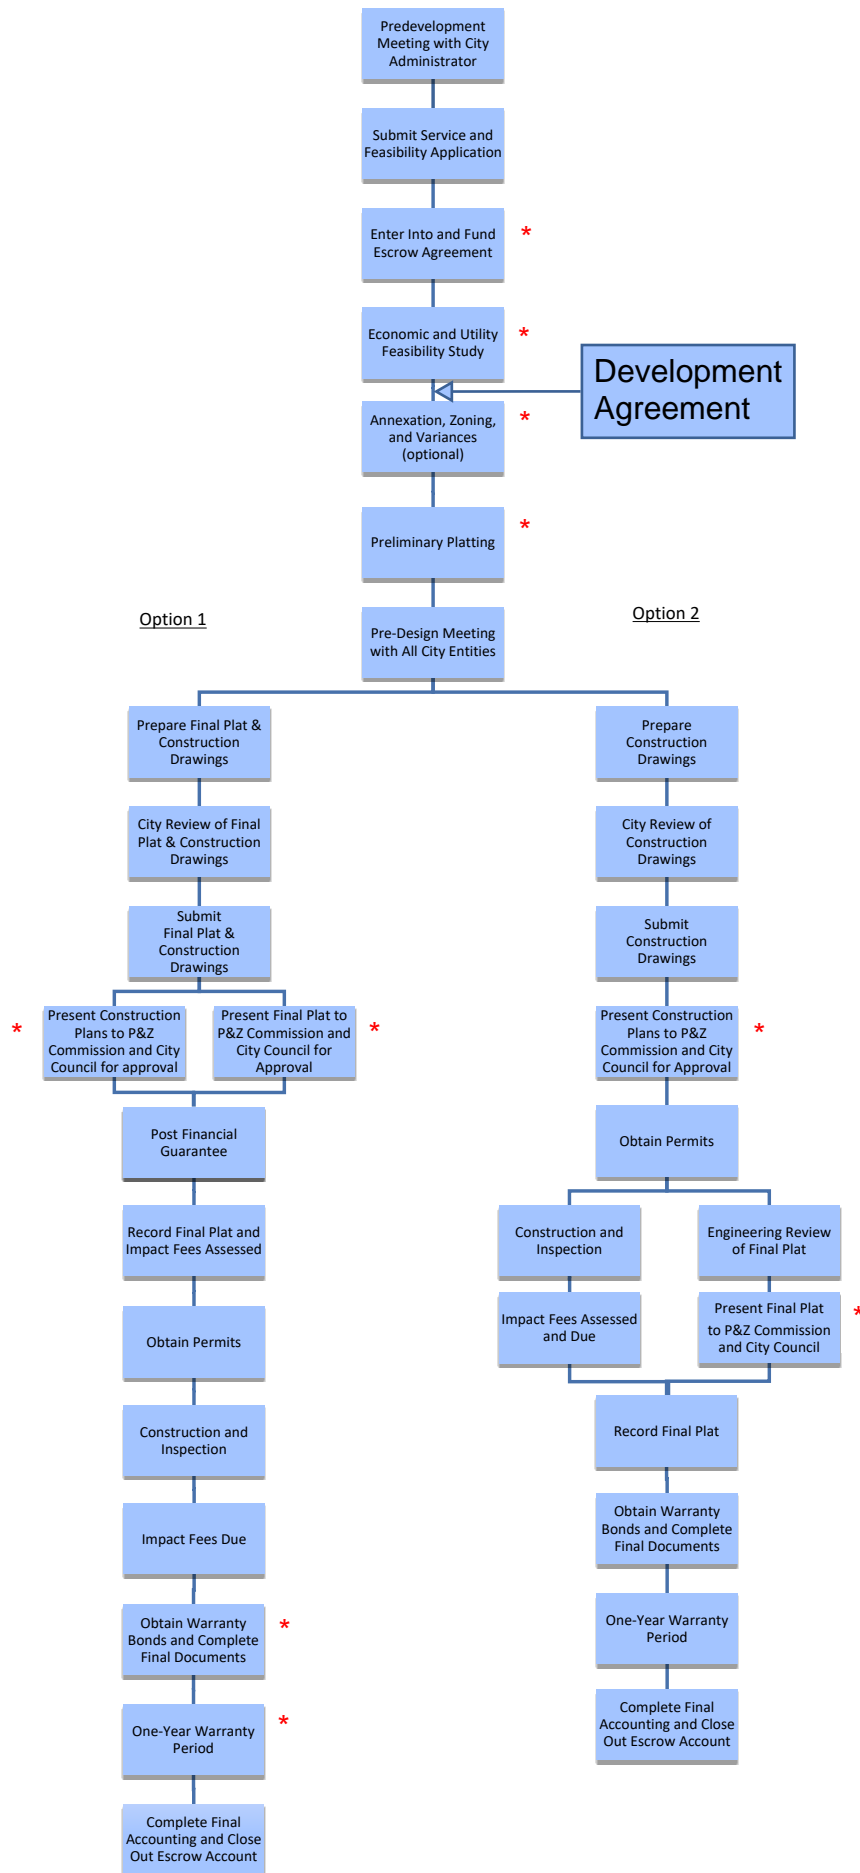 Predevelopment
Meeting with City
Administrator
Submit Service and
Feasibility Application
Enter Into and Fund
Escrow Agreement
*
Economic and Utility
Feasibility Study
*
Development
Agreement
Annexation, Zoning,
and Variances
(optional)
*
Preliminary Platting
*
Option 1
Pre-Design Meeting
with All City Entities
Option 2
Prepare Final Plat &
Construction
Drawings
City Review of Final
Plat & Construction
Drawings
Submit
Final Plat &
Construction
Drawings
*
Present Construction
Plans to P&Z
Commission and City
Council for approval
Present Final Plat to
P&Z Commission and
City Council for
Approval
*
Post Financial
Guarantee
Record Final Plat and
Impact Fees Assessed
Obtain Permits
Construction and
Inspection
Impact Fees Due
Obtain Warranty
Bonds and Complete
Final Documents
*
One-Year Warranty
Period
*
Complete Final
Accounting and Close
Out Escrow Account
Prepare
Construction
Drawings
City Review of
Construction
Drawings
Submit
Construction
Drawings
Present Construction
Plans to P&Z
Commission and City
Council for Approval
*
Obtain Permits
Construction and
Inspection
Impact Fees Assessed
and Due
Engineering Review
of Final Plat
Present Final Plat
to P&Z Commission
and City Council
*
Record Final Plat
Obtain Warranty
Bonds and Complete
Final Documents
One-Year Warranty
Period
Complete Final
Accounting and Close
Out Escrow Account